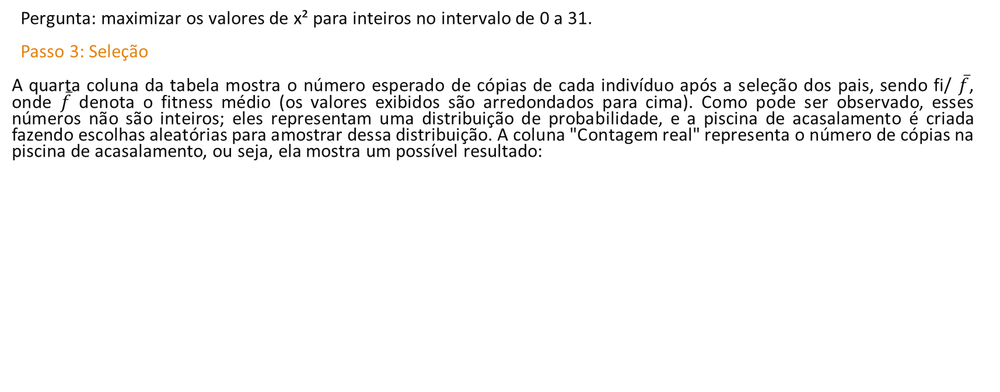 Pergunta: maximizar os valores de x² para inteiros no intervalo de 0 a 31.
Passo 3: Seleção
A quarta coluna da tabela mostra o número esperado de cópias de cada indivíduo após a seleção dos pais, sendo fi/ f̄,
onde f̄ denota o fitness médio (os valores exibidos são arredondados para cima). Como pode ser observado, esses
números não são inteiros; eles representam uma distribuição de probabilidade, e a piscina de acasalamento é criada
fazendo escolhas aleatórias para amostrar dessa distribuição. A coluna "Contagem real" representa o número de cópias na
piscina de acasalamento, ou seja, ela mostra um possível resultado: